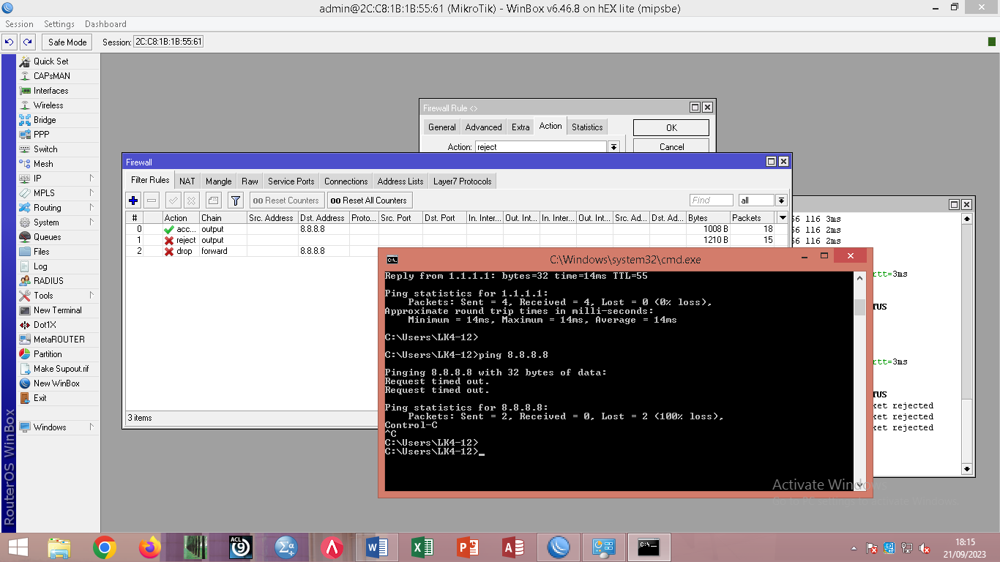 admin@2C:C8:1B:1B:55:61 (MikroTik) - WinBox v6.46.8 on hEX lite (mipsbe)
Session Settings Dashboard
Safe Mode Session: 2C:C8:1B:1B:55:61
Quick Set
CAPsMAN
Interfaces
Wireless
Bridge
PPP
Switch
Mesh
IP
MPLS
Routing
System
Queues
Files
Log
RADIUS
Tools
New Terminal
Dot1X
MetaROUTER
Partition
Make Supout.rif
New WinBox
Exit
Windows
RouterOS WinBox
Firewall Rule <>
General Advanced Extra Action Statistics
OK
Action: reject
Cancel
Firewall
Filter Rules NAT Mangle Raw Service Ports Connections Address Lists Layer7 Protocols
00 Reset Counters 00 Reset All Counters Find all
# Action Chain Src. Address Dst. Address Proto... Src. Port Dst. Port In. Inter... Out. Int... In. Inter... Out. Int... Src. Ad... Dst. Ad... Bytes Packets
0 acc... output 8.8.8.8 1008 B 18
1 reject output 1210 B 15
2 drop forward 8.8.8.8
3 items
56 116 3ms
56 116 2ms
56 116 2ms
rtt=3ms
TUS
rtt=3ms
TUS
ket rejected
ket rejected
ket rejected
C:\Windows\system32\cmd.exe
Reply from 1.1.1.1: bytes=32 time=14ms TTL=55
Ping statistics for 1.1.1.1:
Packets: Sent = 4, Received = 4, Lost = 0 (0% loss),
Approximate round trip times in milli-seconds:
Minimum = 14ms, Maximum = 14ms, Average = 14ms
C:\Users\LK4-12>
C:\Users\LK4-12>ping 8.8.8.8
Pinging 8.8.8.8 with 32 bytes of data:
Request timed out.
Request timed out.
Ping statistics for 8.8.8.8:
Packets: Sent = 2, Received = 0, Lost = 2 (100% loss),
Control-C
^C
C:\Users\LK4-12>
C:\Users\LK4-12>_
Activate Windows
Go to PC settings to activate Windows.
ACL
9
18:15
21/09/2023